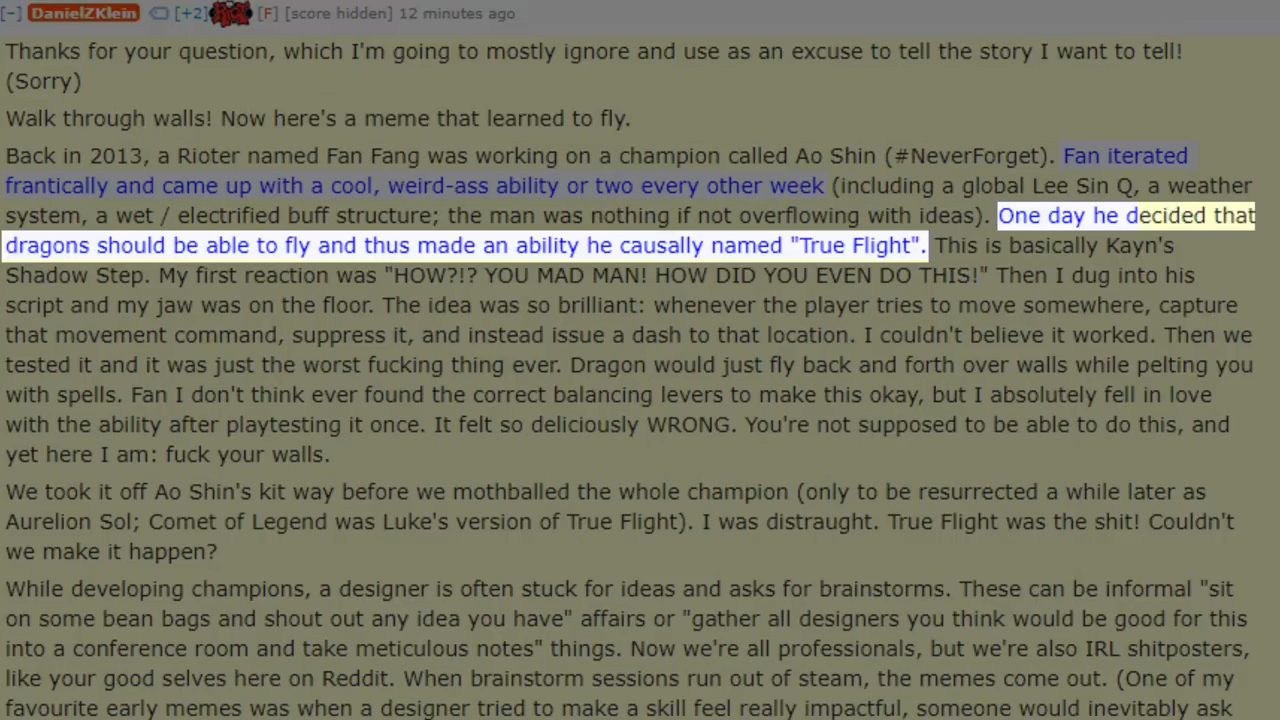 [-] DanielZKlein [+2] [F] [score hidden] 12 minutes ago
Thanks for your question, which I'm going to mostly ignore and use as an excuse to tell the story I want to tell!
(Sorry)
Walk through walls! Now here's a meme that learned to fly.
Back in 2013, a Rioter named Fan Fang was working on a champion called Ao Shin (#NeverForget). Fan iterated
frantically and came up with a cool, weird-ass ability or two every other week (including a global Lee Sin Q, a weather
system, a wet / electrified buff structure; the man was nothing if not overflowing with ideas). One day he decided that
dragons should be able to fly and thus made an ability he causally named "True Flight". This is basically Kayn's
Shadow Step. My first reaction was "HOW?!? YOU MAD MAN! HOW DID YOU EVEN DO THIS!" Then I dug into his
script and my jaw was on the floor. The idea was so brilliant: whenever the player tries to move somewhere, capture
that movement command, suppress it, and instead issue a dash to that location. I couldn't believe it worked. Then we
tested it and it was just the worst fucking thing ever. Dragon would just fly back and forth over walls while pelting you
with spells. Fan I don't think ever found the correct balancing levers to make this okay, but I absolutely fell in love
with the ability after playtesting it once. It felt so deliciously WRONG. You're not supposed to be able to do this, and
yet here I am: fuck your walls.
We took it off Ao Shin's kit way before we mothballed the whole champion (only to be resurrected a while later as
Aurelion Sol; Comet of Legend was Luke's version of True Flight). I was distraught. True Flight was the shit! Couldn't
we make it happen?
While developing champions, a designer is often stuck for ideas and asks for brainstorms. These can be informal "sit
on some bean bags and shout out any idea you have" affairs or "gather all designers you think would be good for this
into a conference room and take meticulous notes" things. Now we're all professionals, but we're also IRL shitposters,
like your good selves here on Reddit. When brainstorm sessions run out of steam, the memes come out. (One of my
favourite early memes was when a designer tried to make a skill feel really impactful, someone would inevitably ask